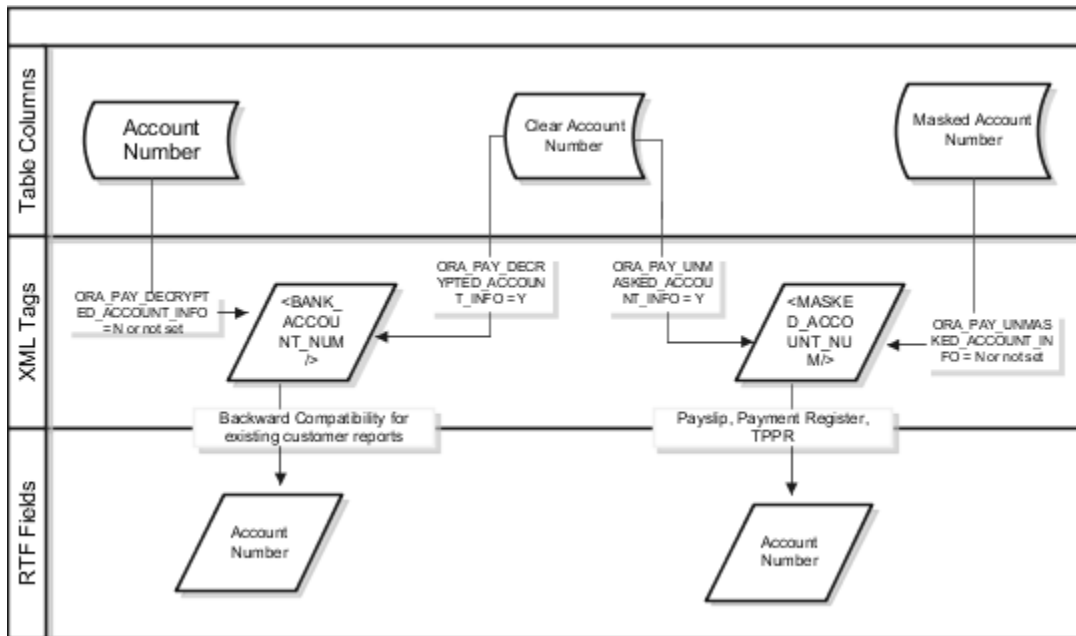 Table Columns
Account
Number
Clear Account
Number
Masked Account
Number
XML Tags
ORA_PAY_DECRYPT
ED_ACCOUNT_INFO
= N or not set
<BANK_
ACCOU
NT_NUM
/>
ORA_PAY_DECR
YPTED_ACCOUN
T_INFO = Y
ORA_PAY_UNM
ASKED_ACCOU
NT_INFO = Y
<MASKE
D_ACCO
UNT_NU
M/>
ORA_PAY_UNMAS
KED_ACCOUNT_IN
FO = N or not set
Backward Compatibility for
existing customer reports
Payslip, Payment Register,
TPPR
RTF Fields
Account
Number
Account
Number